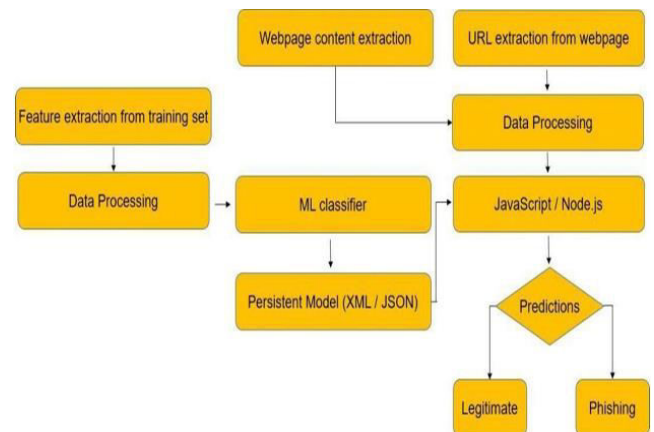 Webpage content extraction
URL extraction from webpage
Feature extraction from training set
Data Processing
Data Processing
ML classifier
JavaScript / Node.js
Persistent Model (XML / JSON)
Predictions
Legitimate
Phishing